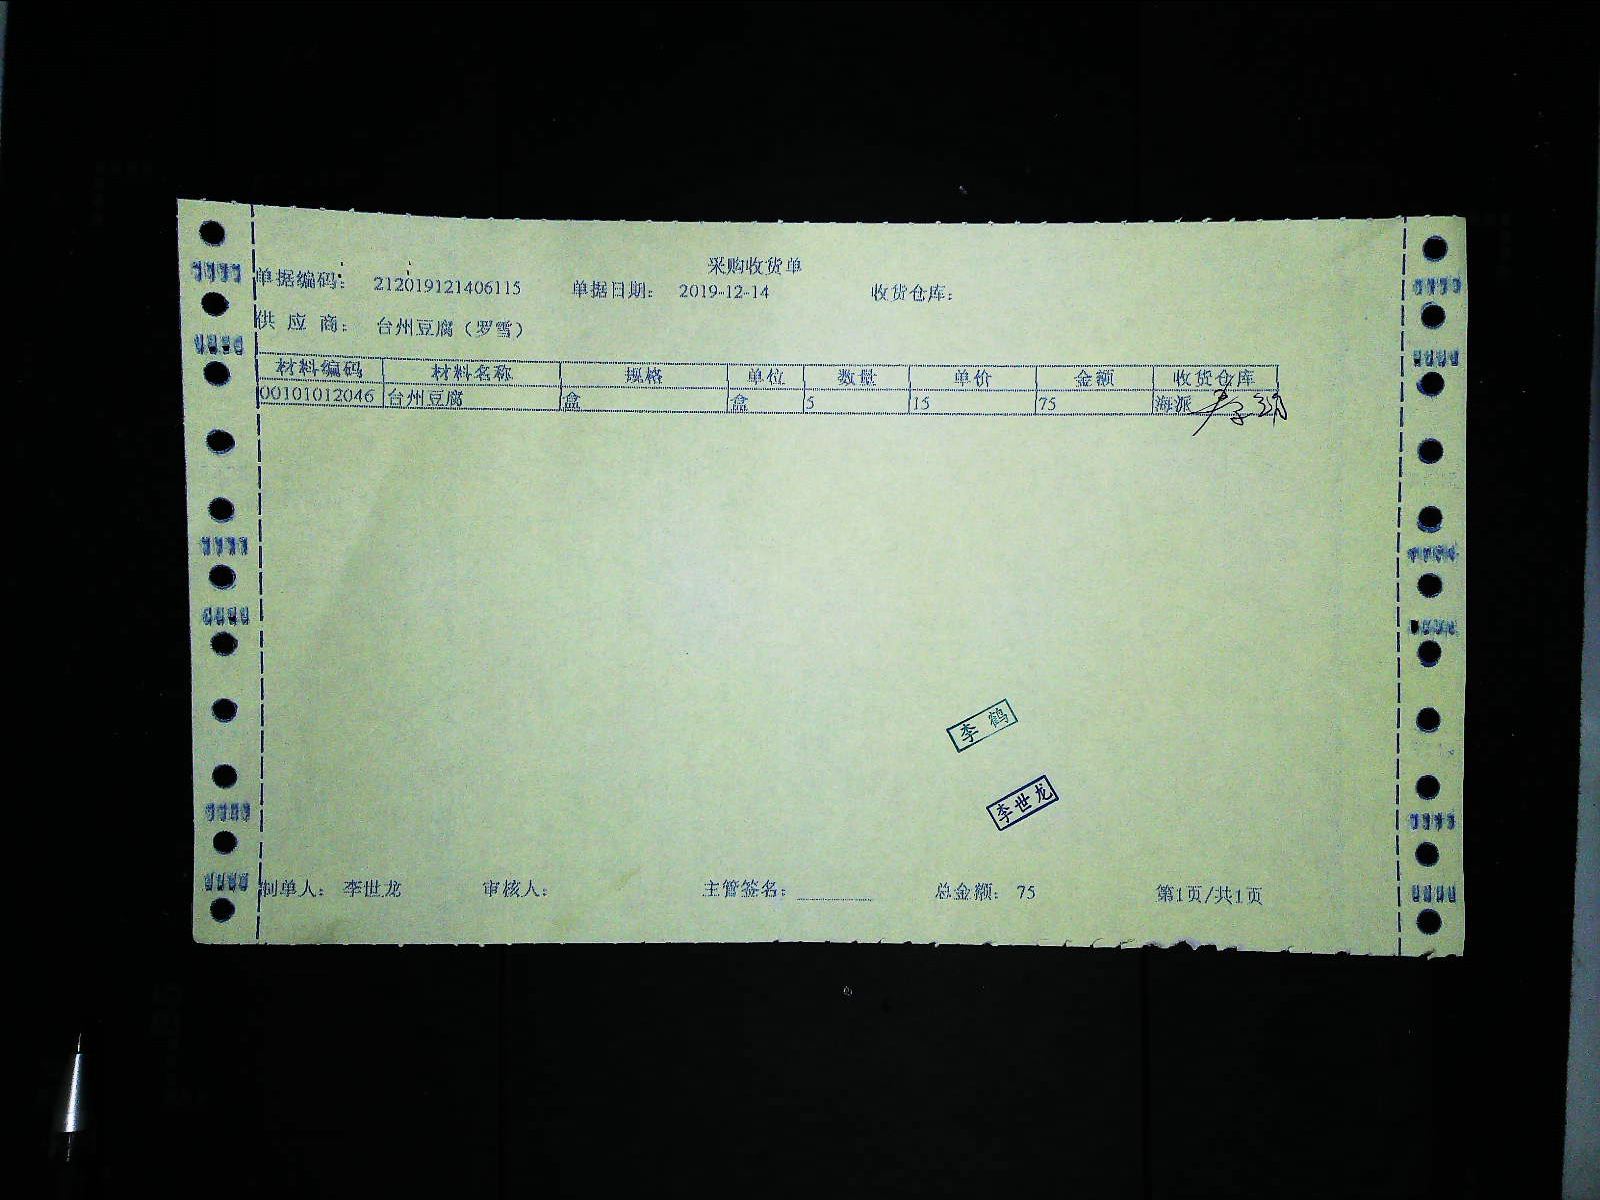 采购收货单
单据编码： 212019121406115 单据日期： 2019-12-14 收货仓库：
供 应 商： 台州豆腐（罗雪）
材料编码 材料名称 规格 单位 数量 单价 金额 收货仓库
00101012046 台州豆腐 盒 盒 5 15 75 海派
李 鹤
李世龙
制单人： 李世龙 审核人： 主管签名： 总金额： 75 第1页/共1页